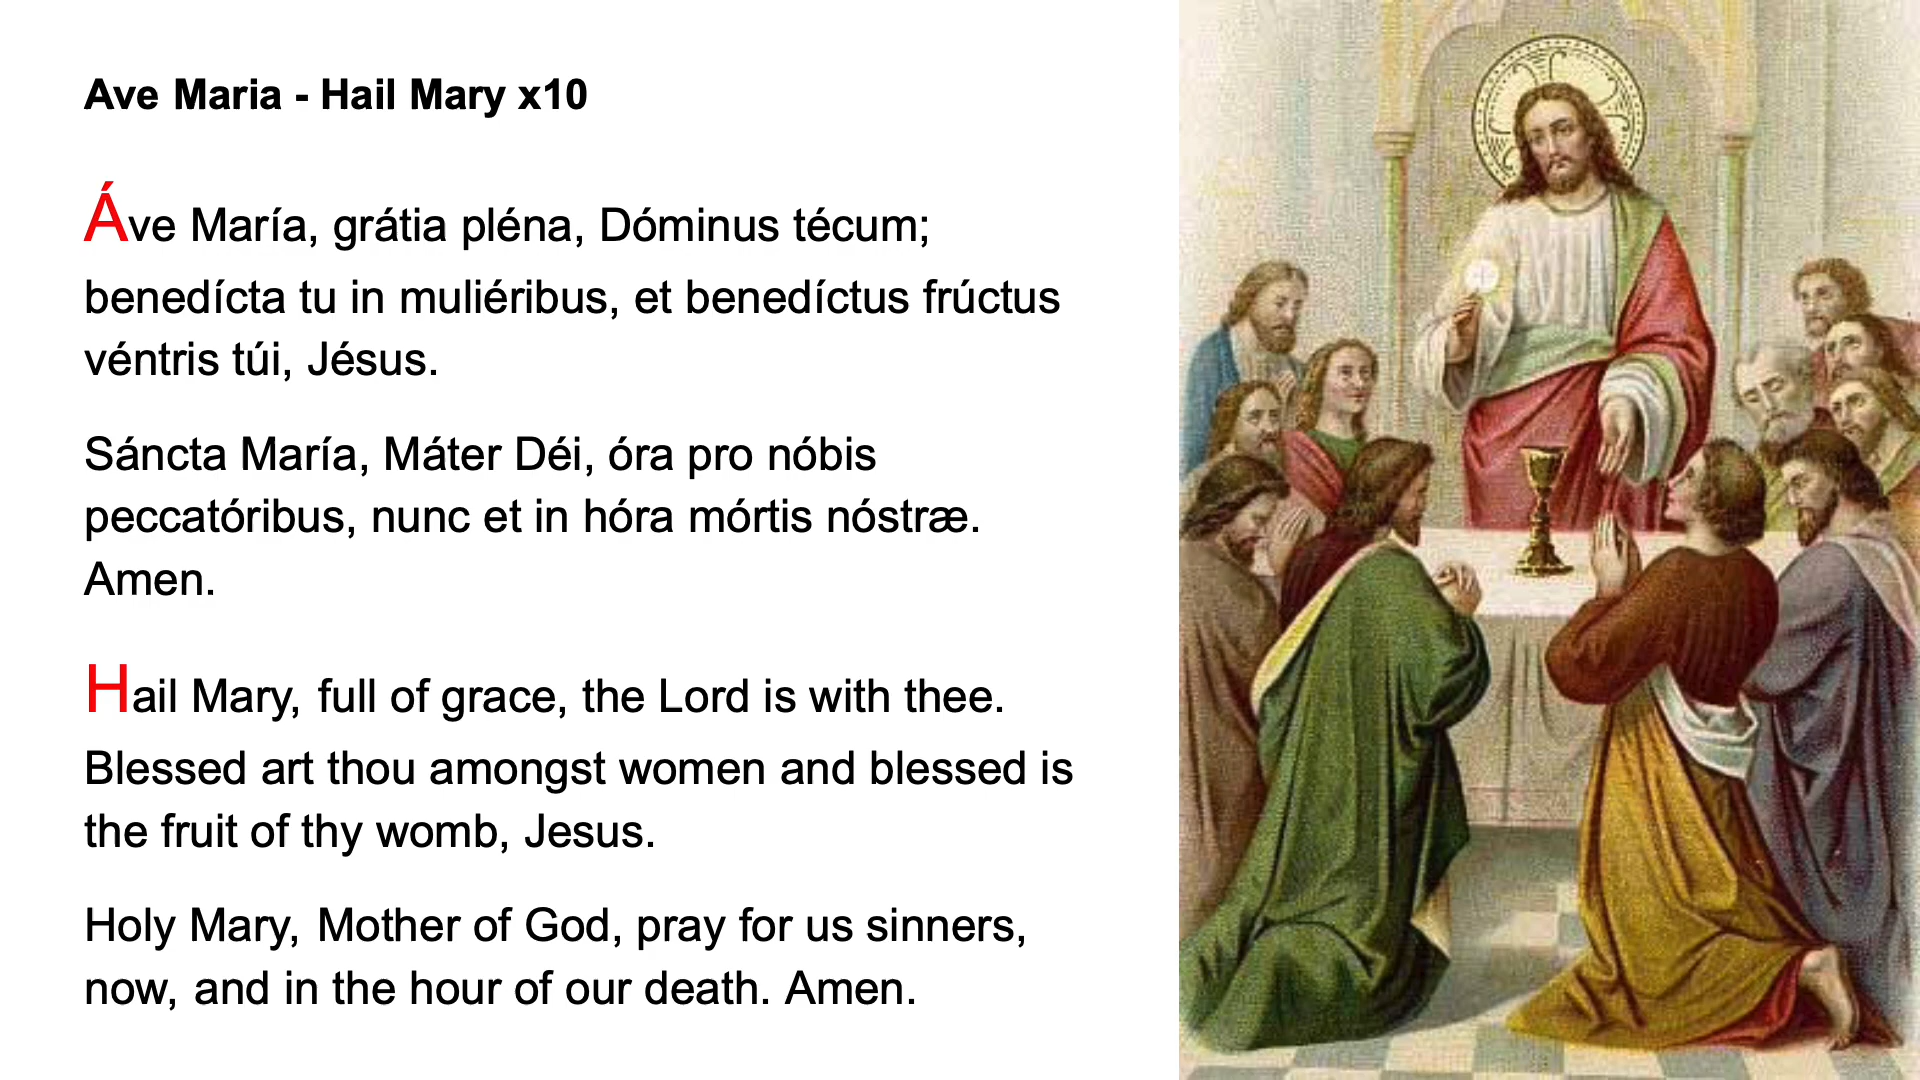 Ave Maria - Hail Mary x10
Áve María, grátia pléna, Dóminus técum;
benedícta tu in muliéribus, et benedíctus frúctus
véntris túi, Jésus.
Sáncta María, Máter Déi, óra pro nóbis
peccatóribus, nunc et in hóra mórtis nóstræ.
Amen.
Hail Mary, full of grace, the Lord is with thee.
Blessed art thou amongst women and blessed is
the fruit of thy womb, Jesus.
Holy Mary, Mother of God, pray for us sinners,
now, and in the hour of our death. Amen.